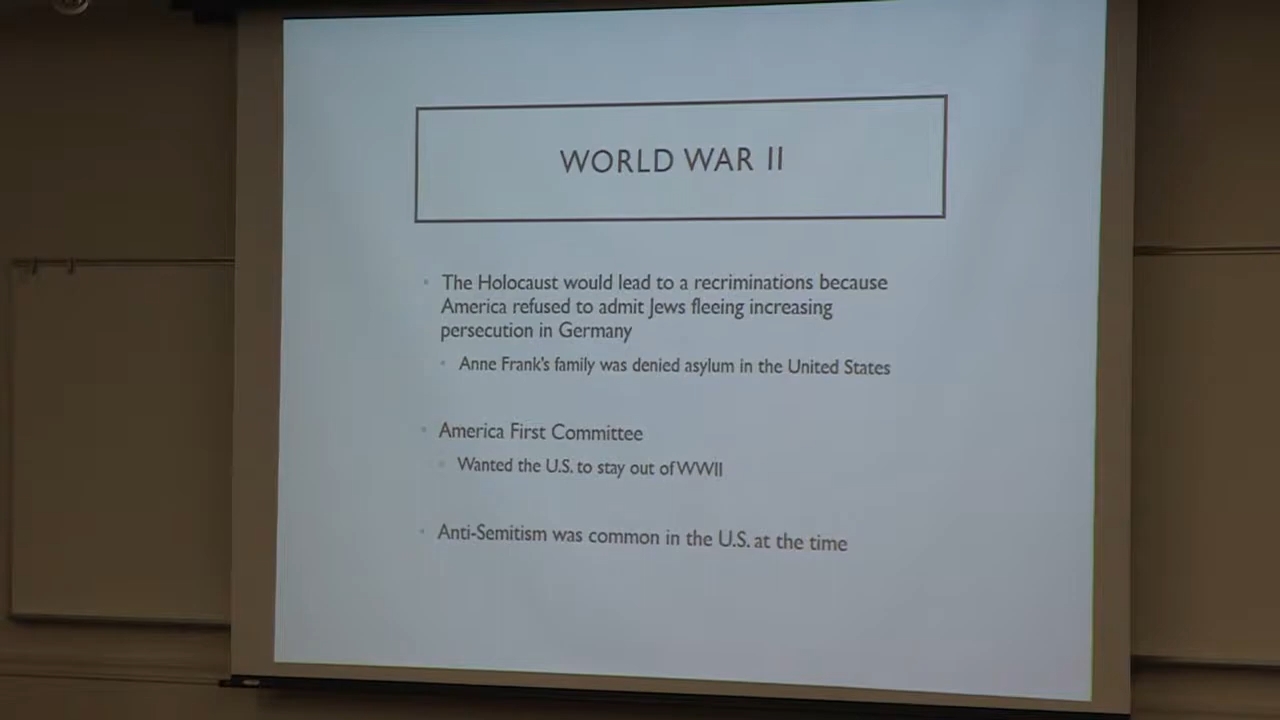 WORLD WAR II
The Holocaust would lead to a recriminations because
America refused to admit Jews fleeing increasing
persecution in Germany
Anne Frank's family was denied asylum in the United States
America First Committee
Wanted the U.S. to stay out of WWII
Anti-Semitism was common in the U.S. at the time